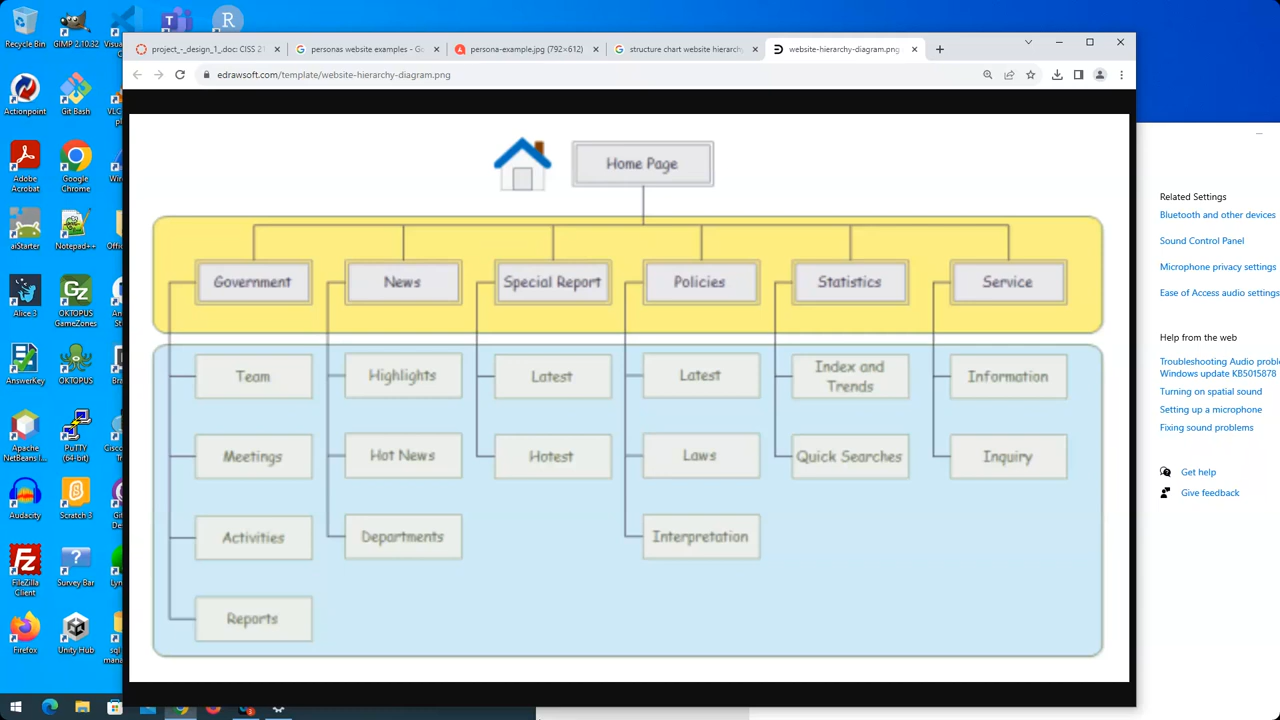 Recycle Bin
GIMP 2.10.32
project_-_design_1_.doc: CISS 21
personas website examples - Go
persona-example.jpg (792×612)
structure chart website hierarchy
website-hierarchy-diagram.png
edrawsoft.com/template/website-hierarchy-diagram.png
Actionpoint
Git Bash
Adobe Acrobat
Google Chrome
aiStarter
Notepad++
Alice 3
OKTOPUS GameZones
AnswerKey
OKTOPUS
Apache NetBeans I...
PuTTY (64-bit)
Audacity
Scratch 3
FileZilla Client
Survey Bar
Firefox
Unity Hub
Home Page
Government
News
Special Report
Policies
Statistics
Service
Team
Highlights
Latest
Latest
Index and
Trends
Information
Meetings
Hot News
Hotest
Laws
Quick Searches
Inquiry
Activities
Departments
Interpretation
Reports
Related Settings
Bluetooth and other devices
Sound Control Panel
Microphone privacy settings
Ease of Access audio settings
Help from the web
Troubleshooting Audio
Windows update KB5015878
Turning on spatial sound
Setting up a microphone
Fixing sound problems
Get help
Give feedback